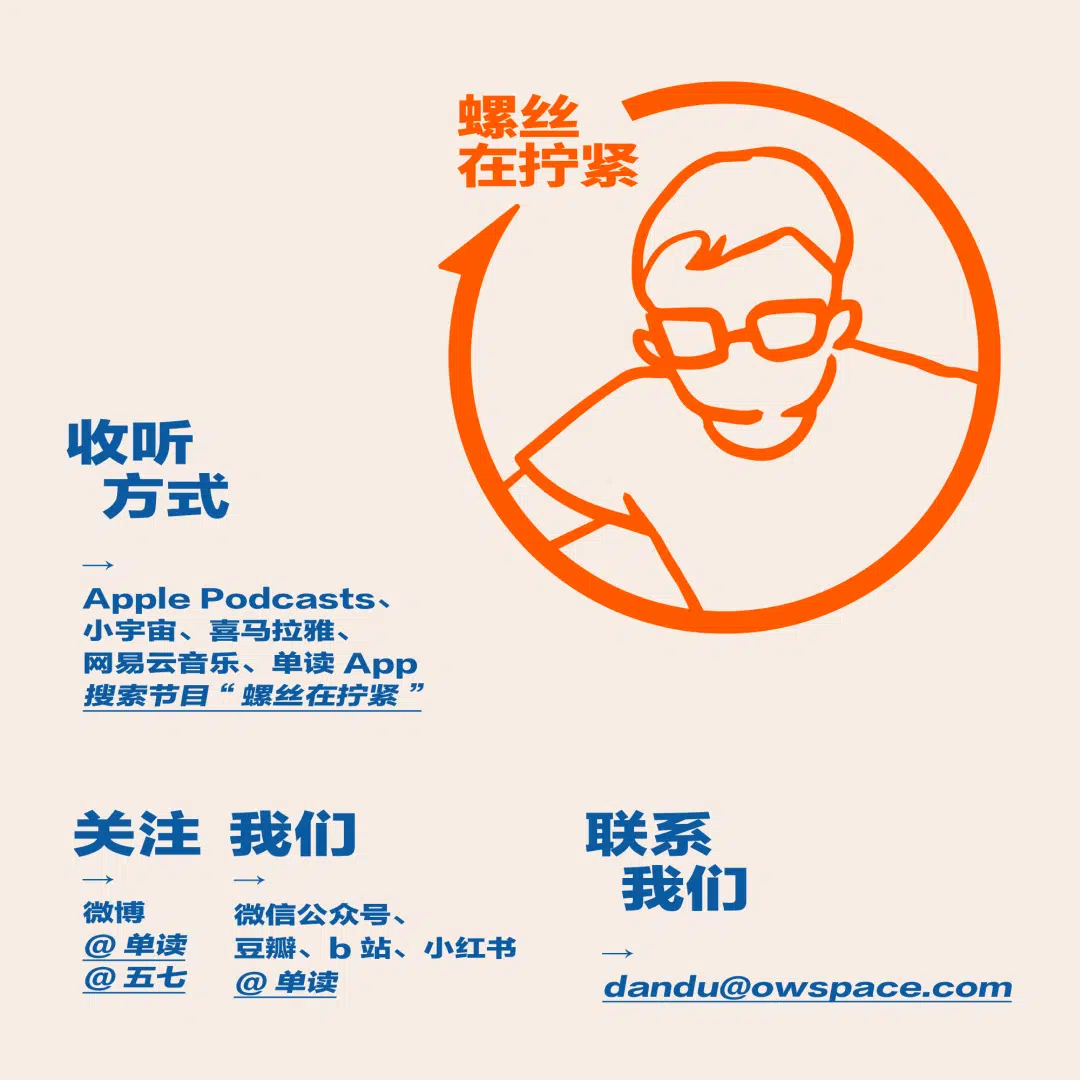 螺丝
在拧紧
收听
方式
→
Apple Podcasts、
小宇宙、喜马拉雅、
网易云音乐、单读 App
搜索节目“螺丝在拧紧”
关注 我们
→
微博
@ 单读
@ 五七
→
微信公众号、
豆瓣、b 站、小红书
@ 单读
联系
我们
→
dandu@owspace.com